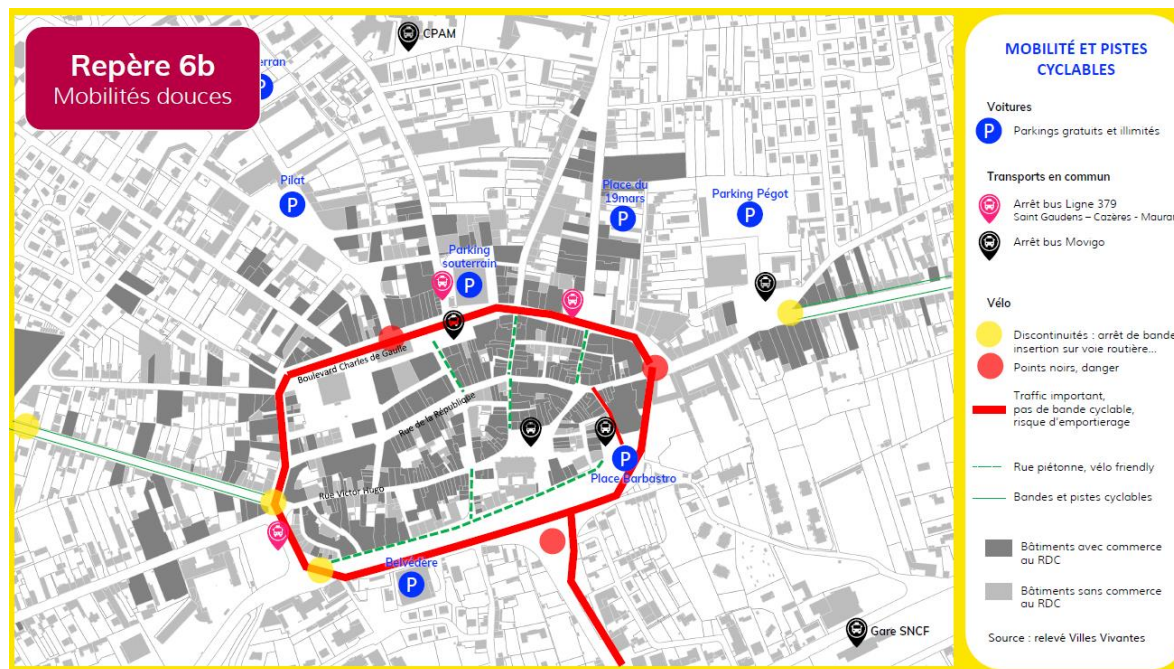 Repère 6b
Mobilités douces
CPAM
P
Pilat
P
Place du
19mars
P
Parking Pégot
P
Parking
souterrain
P
Boulevard Charles de Gaulle
Rue de la République
Rue Victor Hugo
P
Place Barbastro
Belvédère
P
Gare SNCF
MOBILITÉ ET PISTES
CYCLABLES
Voitures
P Parkings gratuits et illimités
Transports en commun
Arrêt bus Ligne 379
Saint Gaudens – Cazères - Mauran
Arrêt bus Movigo
Vélo
Discontinuités : arrêt de bande
insertion sur voie routière...
Points noirs, danger
Traffic important,
pas de bande cyclable,
risque d'emportierage
Rue piétonne, vélo friendly
Bandes et pistes cyclables
Bâtiments avec commerce
au RDC
Bâtiments sans commerce
au RDC
Source : relevé Villes Vivantes